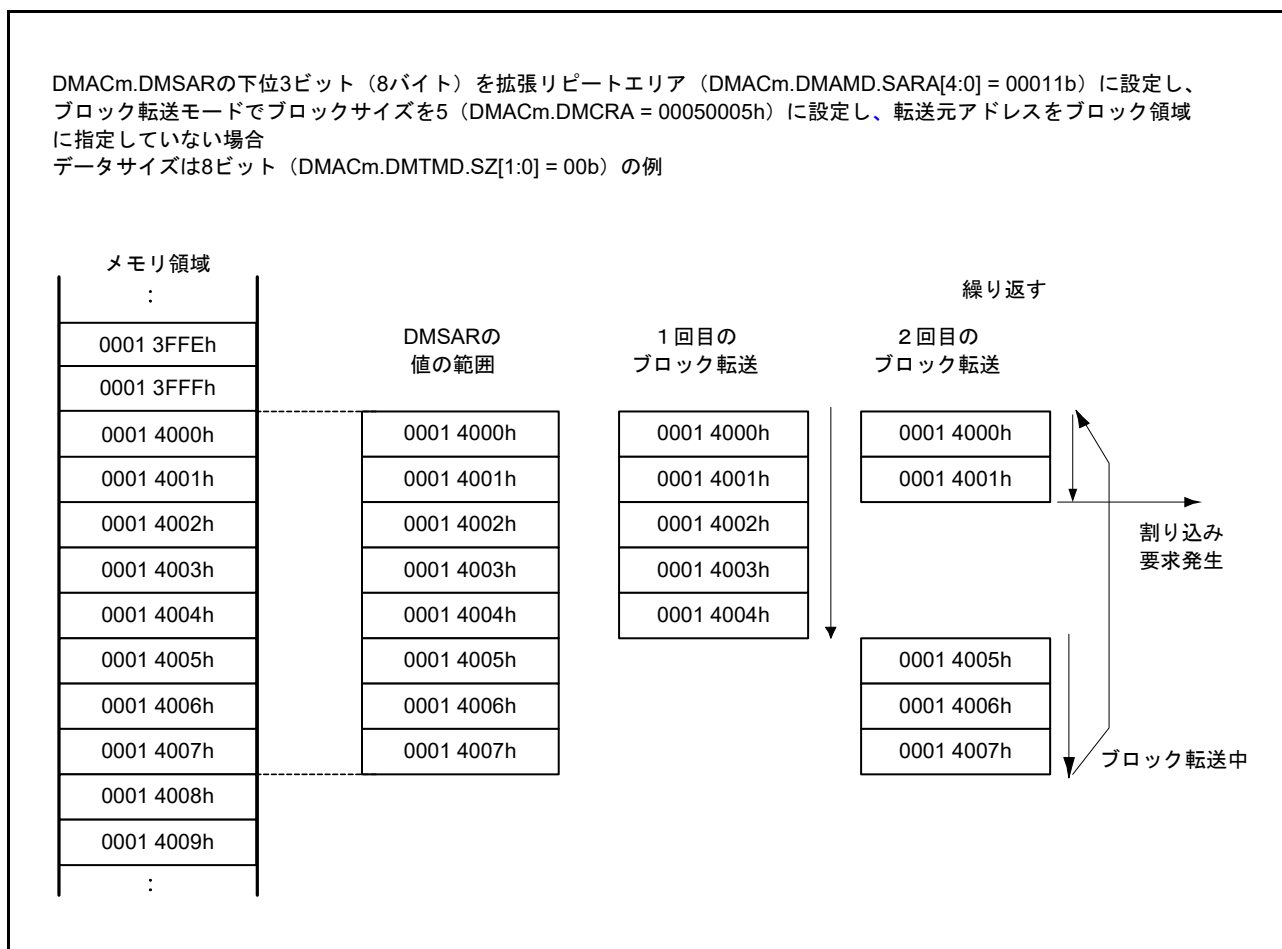 DMACm.DMSARの下位3ビット（8バイト）を拡張リピートエリア（DMACm.DMAMD.SARA[4:0] = 00011b）に設定し、
ブロック転送モードでブロックサイズを5（DMACm.DMCRA = 00050005h）に設定し、転送元アドレスをブロック領域
に指定していない場合
データサイズは8ビット（DMACm.DMTMD.SZ[1:0] = 00b）の例
メモリ領域
:
0001 3FFEh
0001 3FFFh
0001 4000h
0001 4001h
0001 4002h
0001 4003h
0001 4004h
0001 4005h
0001 4006h
0001 4007h
0001 4008h
0001 4009h
:
DMSARの
値の範囲
0001 4000h
0001 4001h
0001 4002h
0001 4003h
0001 4004h
0001 4005h
0001 4006h
0001 4007h
１回目の
ブロック転送
0001 4000h
0001 4001h
0001 4002h
0001 4003h
0001 4004h
繰り返す
２回目の
ブロック転送
0001 4000h
0001 4001h
割り込み
要求発生
0001 4005h
0001 4006h
0001 4007h
ブロック転送中